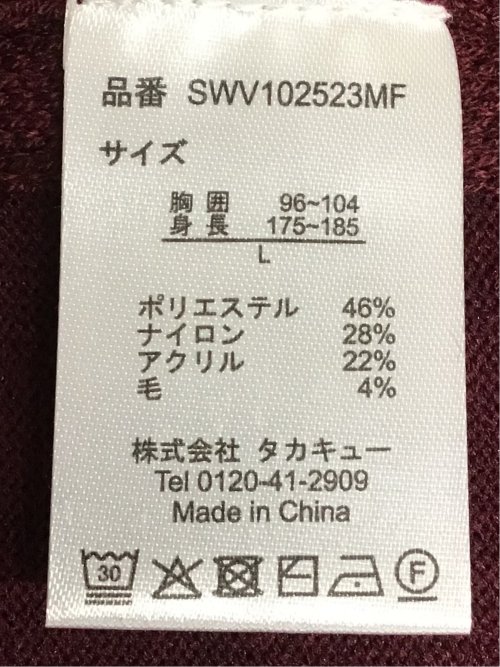 品番 SWV102523MF
サイズ
胸囲 96~104
身長 175~185
L
ポリエステル 46%
ナイロン 28%
アクリル 22%
毛 4%
株式会社 タカキュー
Tel 0120-41-2909
Made in China
30 F